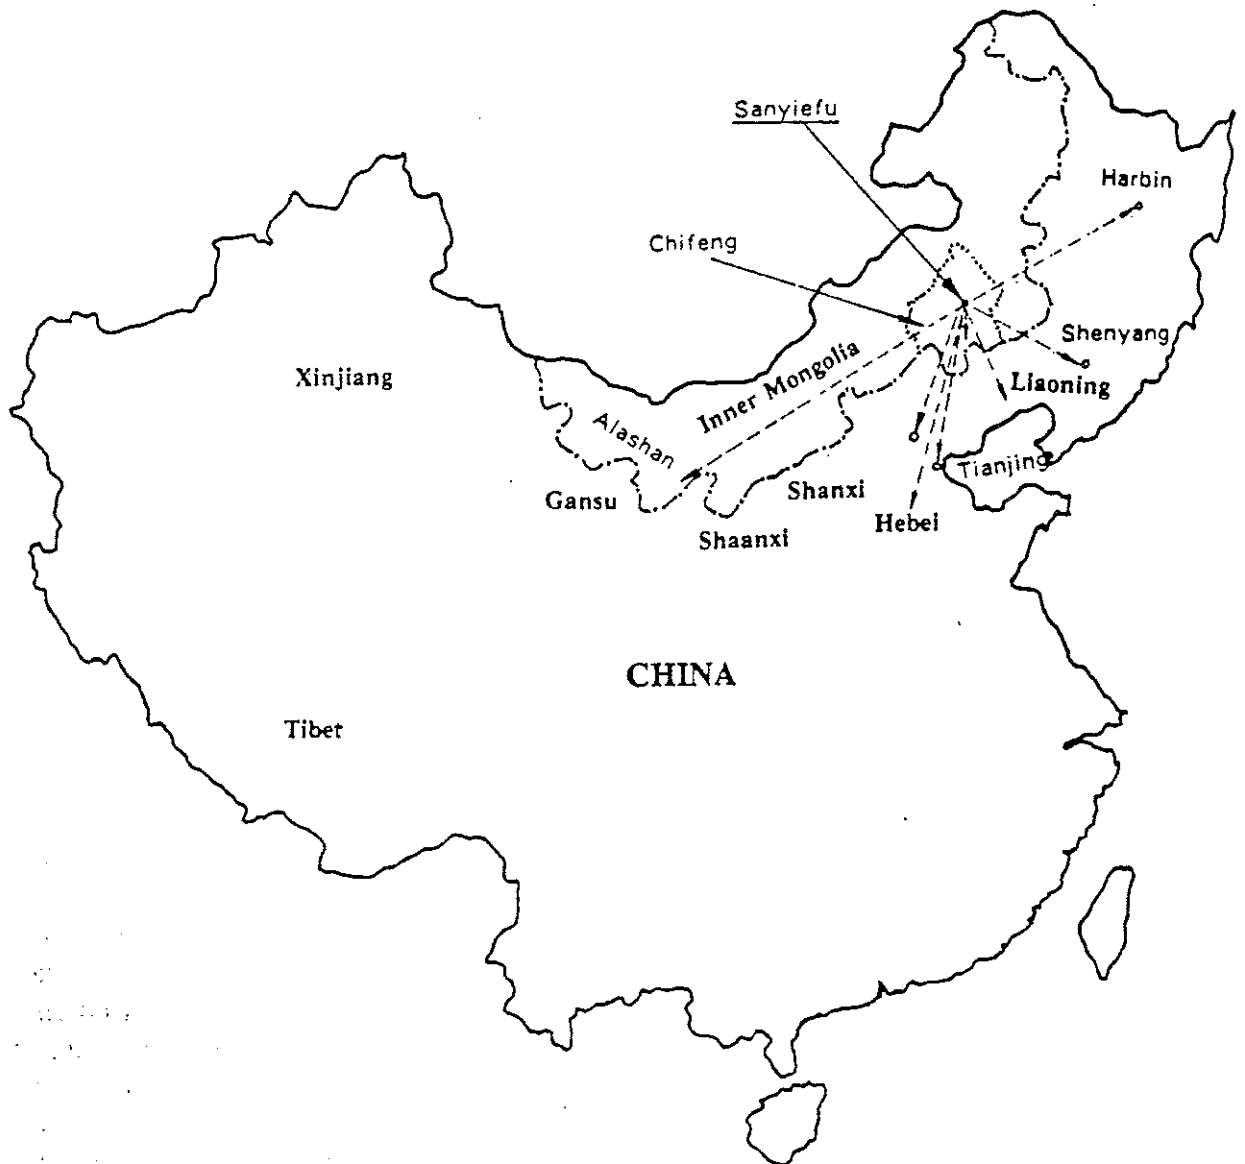 Sanyiefu
Harbin
Chifeng
Shenyang
Xinjiang
Inner Mongolia
Liaoning
Alashan
Tianjing
Gansu
Shanxi
Hebei
Shaanxi
CHINA
Tibet